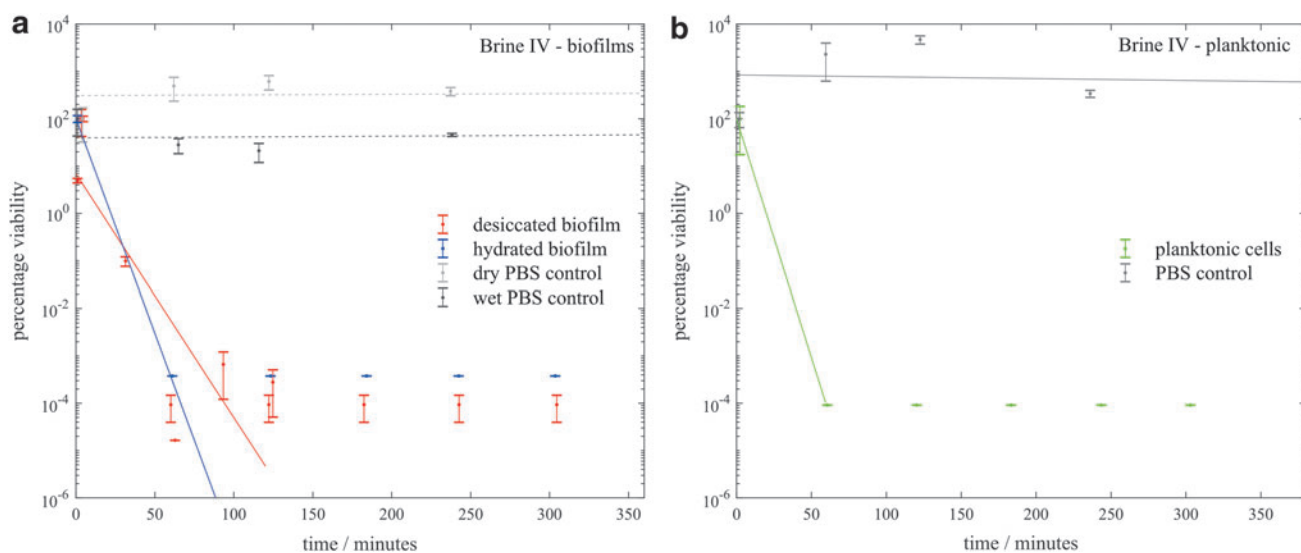 a
Brine IV - biofilms
10^4
10^2
10^0
10^-2
10^-4
10^-6
percentage viability
desiccated biofilm
hydrated biofilm
dry PBS control
wet PBS control
0 50 100 150 200 250 300 350
time / minutes
b
Brine IV - planktonic
10^4
10^2
10^0
10^-2
10^-4
10^-6
percentage viability
planktonic cells
PBS control
0 50 100 150 200 250 300 350
time / minutes